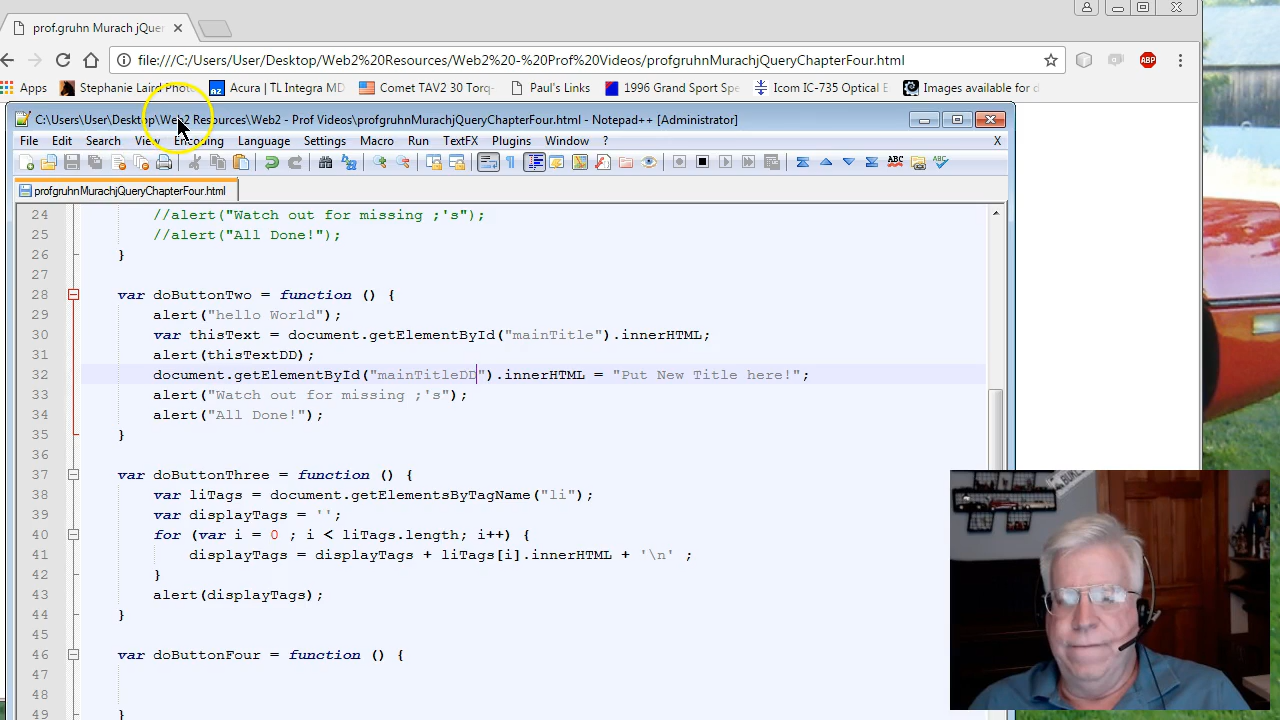 prof.gruhn Murach jQuer
file:///C:/Users/User/Desktop/Web2%20Resources/Web2%20-%20Prof%20Videos/profgruhnMurachjQueryChapterFour.html
ABP
Apps Stephanie Laird Photo Acura | TL Integra MD Comet TAV2 30 Torq- Paul's Links 1996 Grand Sport Spe Icom IC-735 Optical E Images available for d
C:\Users\User\Desktop\Web2 Resources\Web2 - Prof Videos\profgruhnMurachjQueryChapterFour.html - Notepad++ [Administrator]
File Edit Search View Encoding Language Settings Macro Run TextFX Plugins Window ? X
profgruhnMurachjQueryChapterFour.html
24 //alert("Watch out for missing ;'s");
25 //alert("All Done!");
26 }
27
28 var doButtonTwo = function () {
29 alert("hello World");
30 var thisText = document.getElementById("mainTitle").innerHTML;
31 alert(thisTextDD);
32 document.getElementById("mainTitleDD").innerHTML = "Put New Title here!";
33 alert("Watch out for missing ;'s");
34 alert("All Done!");
35 }
36
37 var doButtonThree = function () {
38 var liTags = document.getElementsByTagName("li");
39 var displayTags = '';
40 for (var i = 0 ; i < liTags.length; i++) {
41 displayTags = displayTags + liTags[i].innerHTML + '\n' ;
42 }
43 alert(displayTags);
44 }
45
46 var doButtonFour = function () {
47
48
49 }